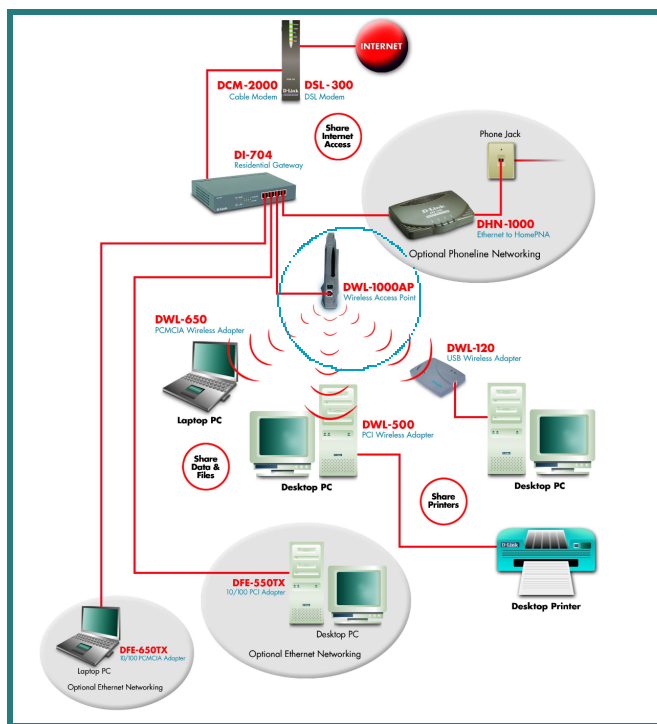 INTERNET
D-Link
DCM-2000
Cable Modem
DSL-300
DSL Modem
Share
Internet
Access
Phone Jack
DI-704
Residential Gateway
D-Link
DHN-1000
Ethernet to HomePNA
Optional Phoneline Networking
DWL-1000AP
Wireless Access Point
DWL-650
PCMCIA Wireless Adapter
DWL-120
USB Wireless Adapter
Laptop PC
DWL-500
PCI Wireless Adapter
Share
Data &
Files
Desktop PC
Desktop PC
Share
Printers
D-Link
Desktop Printer
DFE-550TX
10/100 PCI Adapter
Desktop PC
Optional Ethernet Networking
DFE-650TX
10/100 PCMCIA Adapter
Laptop PC
Optional Ethernet Networking